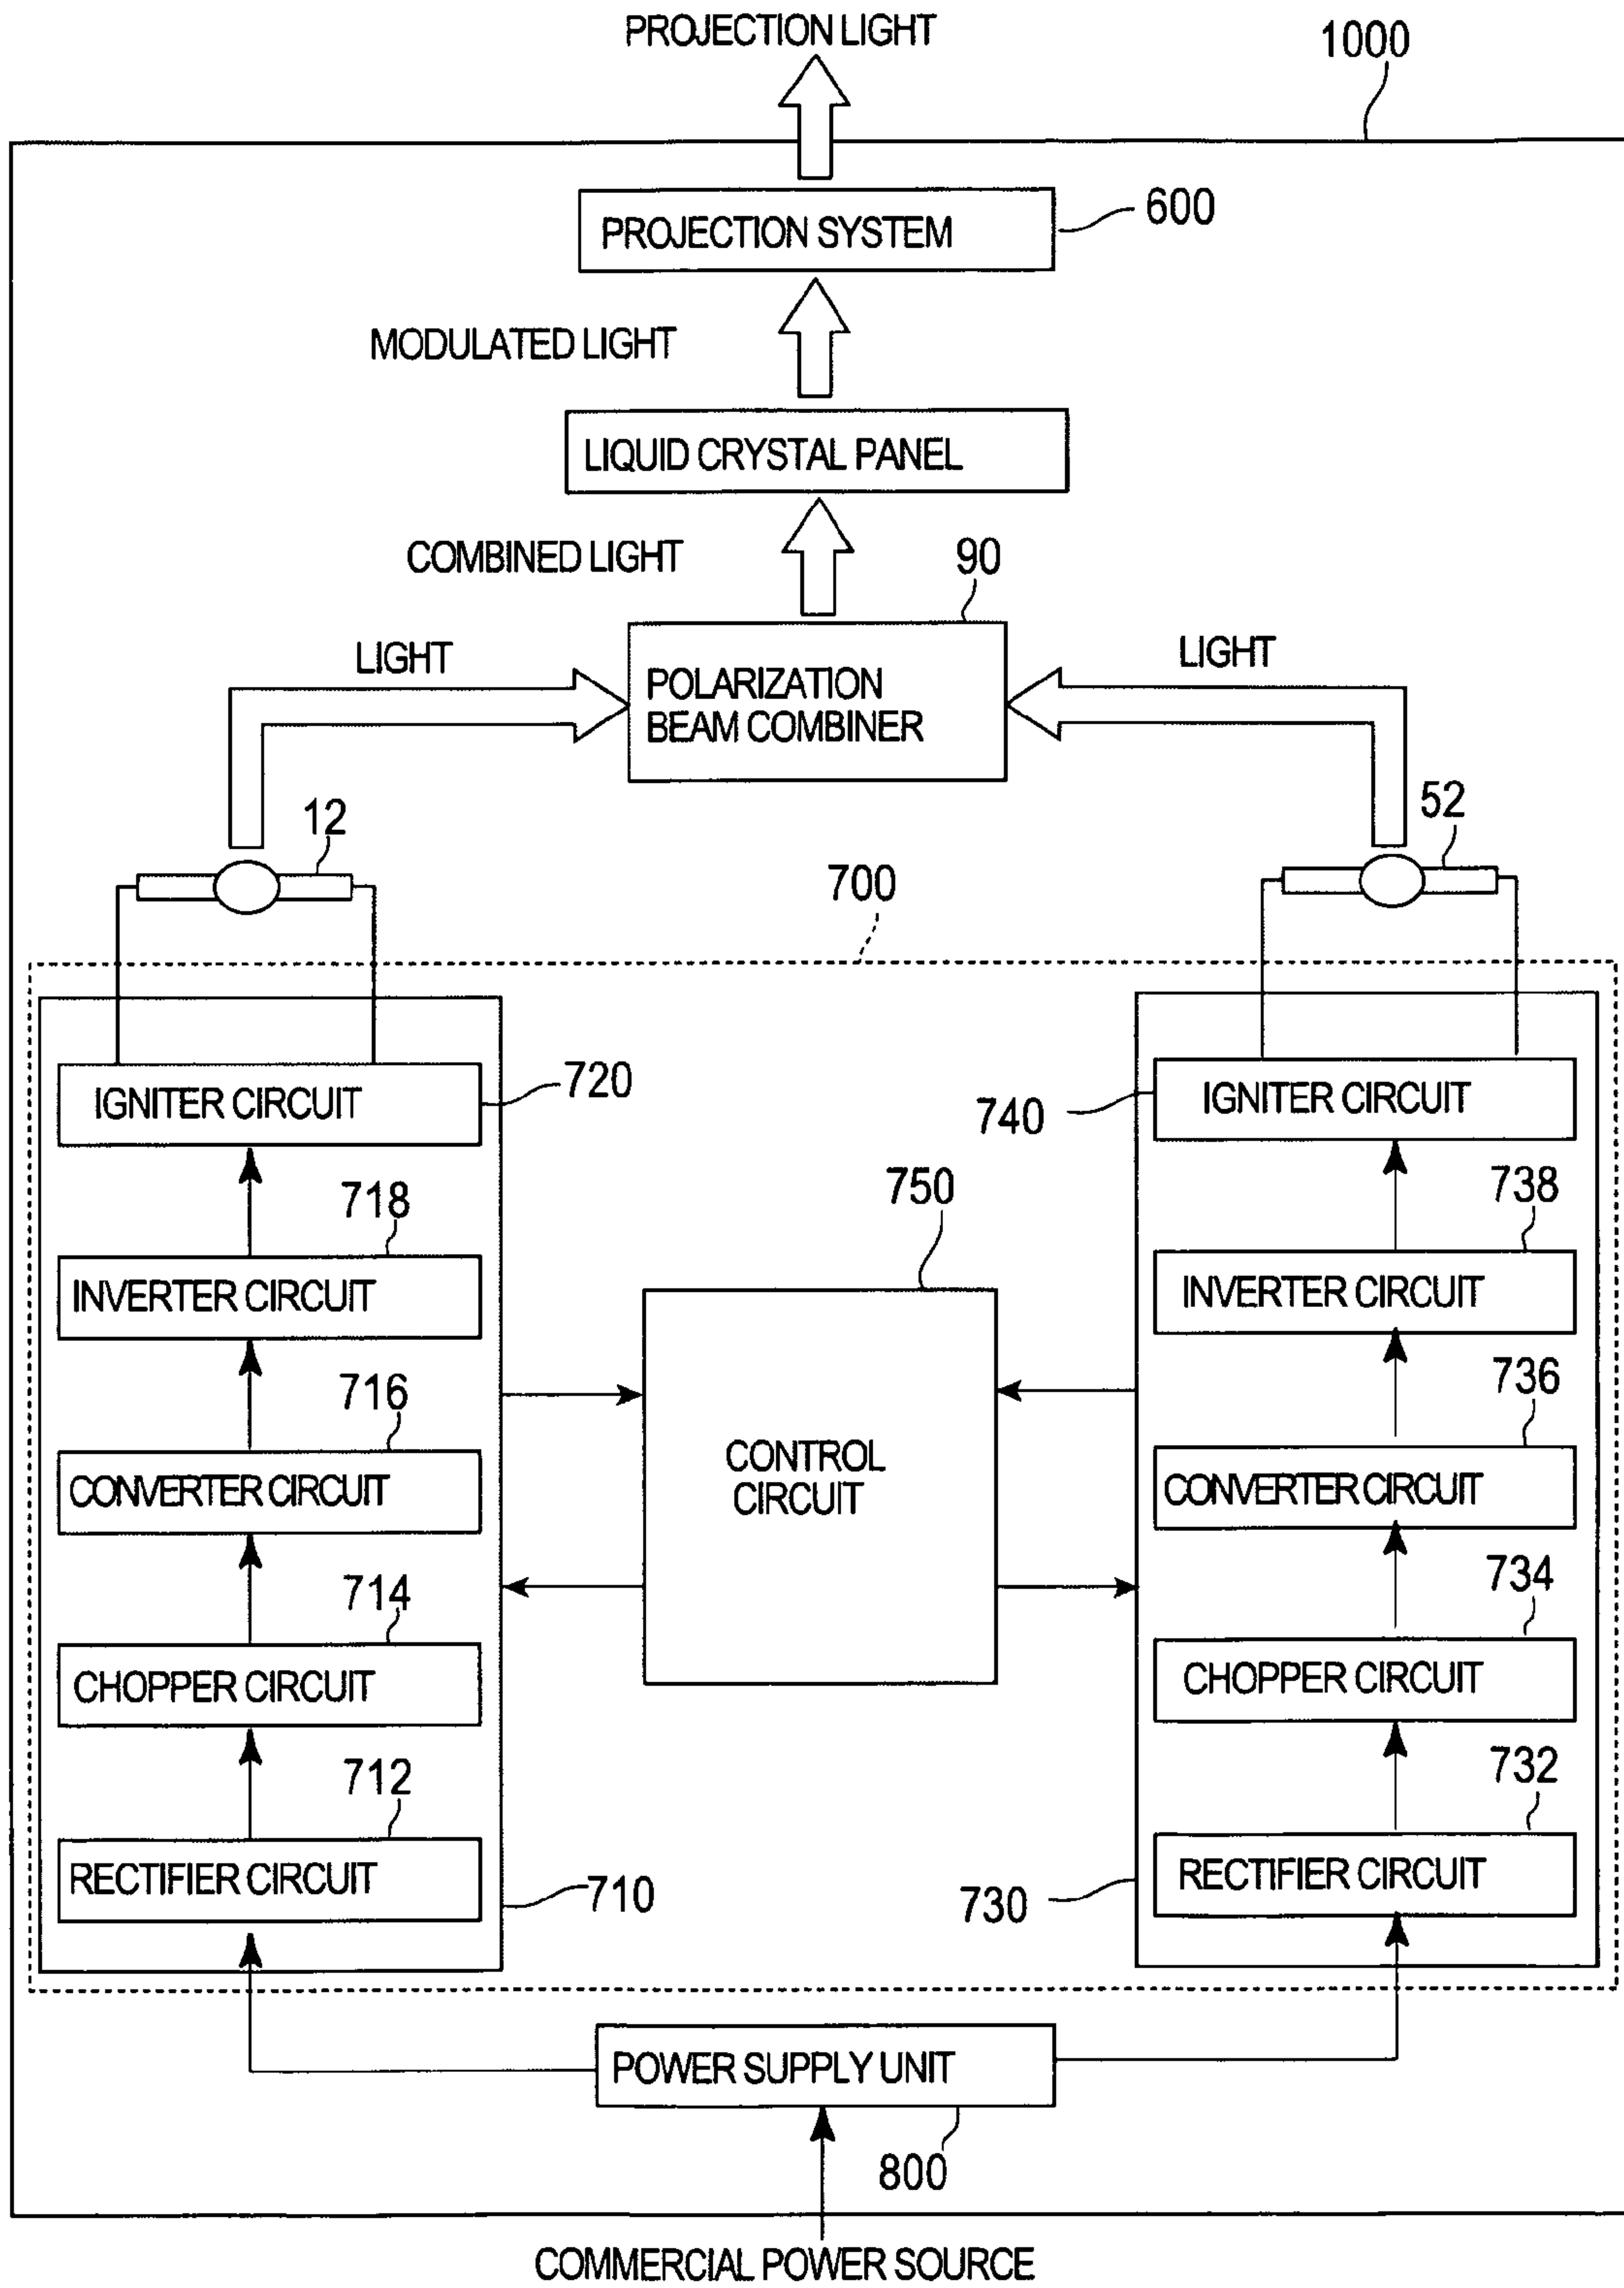 PROJECTION LIGHT
1000
PROJECTION SYSTEM
600
MODULATED LIGHT
LIQUID CRYSTAL PANEL
COMBINED LIGHT
90
LIGHT
POLARIZATION
BEAM COMBINER
LIGHT
12
52
700
IGNITER CIRCUIT
720
740
IGNITER CIRCUIT
718
750
738
INVERTER CIRCUIT
INVERTER CIRCUIT
716
736
CONVERTER CIRCUIT
CONTROL
CIRCUIT
CONVERTER CIRCUIT
714
734
CHOPPER CIRCUIT
CHOPPER CIRCUIT
712
732
RECTIFIER CIRCUIT
710
730
RECTIFIER CIRCUIT
POWER SUPPLY UNIT
800
COMMERCIAL POWER SOURCE